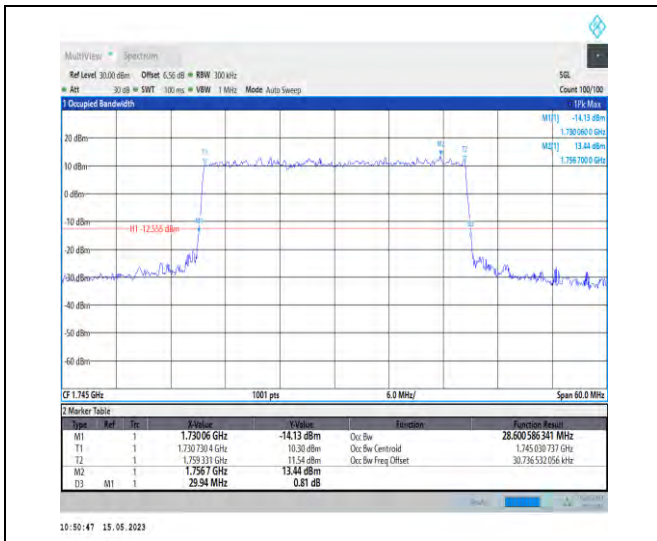 MultiView Spectrum
Ref Level 30.00 dBm Offset 6.56 dB RBW 300 kHz SGL
Att 30 dB SWT 100 ms VBW 1 MHz Mode Auto Sweep Count 100/100
1 Occupied Bandwidth 1Pk Max
M1[1] -14.13 dBm
1.730 060 0 GHz
M2[1] 13.44 dBm
1.756 700 0 GHz
20 dBm
T1 M2 T2
10 dBm
0 dBm
-10 dBm
H1 -12.555 dBm
-20 dBm
-30 dBm
-40 dBm
-50 dBm
-60 dBm
CF 1.745 GHz 1001 pts 6.0 MHz/ Span 60.0 MHz
2 Marker Table
Type Ref Trc X-Value Y-Value Function Function Result
M1 1 1.730 06 GHz -14.13 dBm Occ Bw 28.600 586 341 MHz
T1 1 1.730 730 4 GHz 10.30 dBm Occ Bw Centroid 1.745 030 737 GHz
T2 1 1.759 331 GHz 11.54 dBm Occ Bw Freq Offset 30.736 532 056 kHz
M2 1 1.756 7 GHz 13.44 dBm
D3 M1 1 29.94 MHz 0.81 dB
10:50:47 15.05.2023